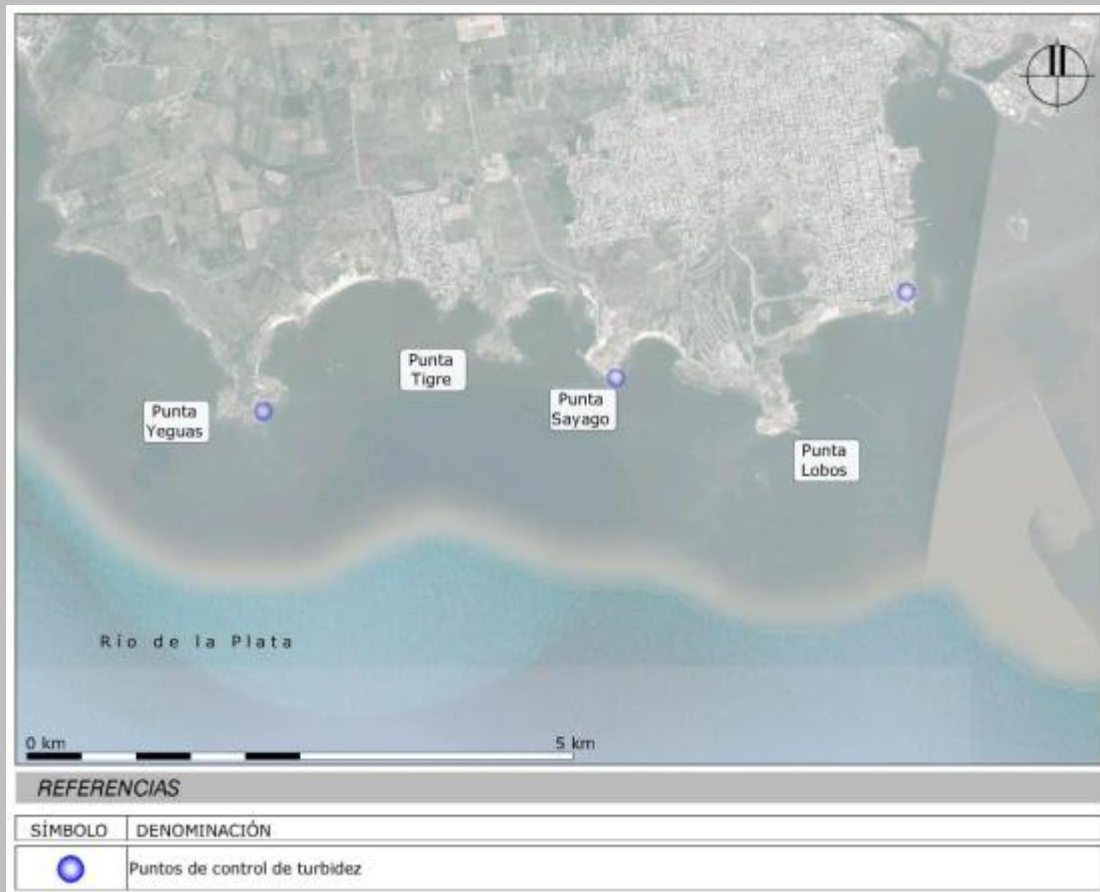 Punta
Tigre
Punta
Yeguas
Punta
Sayago
Punta
Lobos
Río de la Plata
0 km
5 km
REFERENCIAS
SÍMBOLO
DENOMINACIÓN
Puntos de control de turbidez